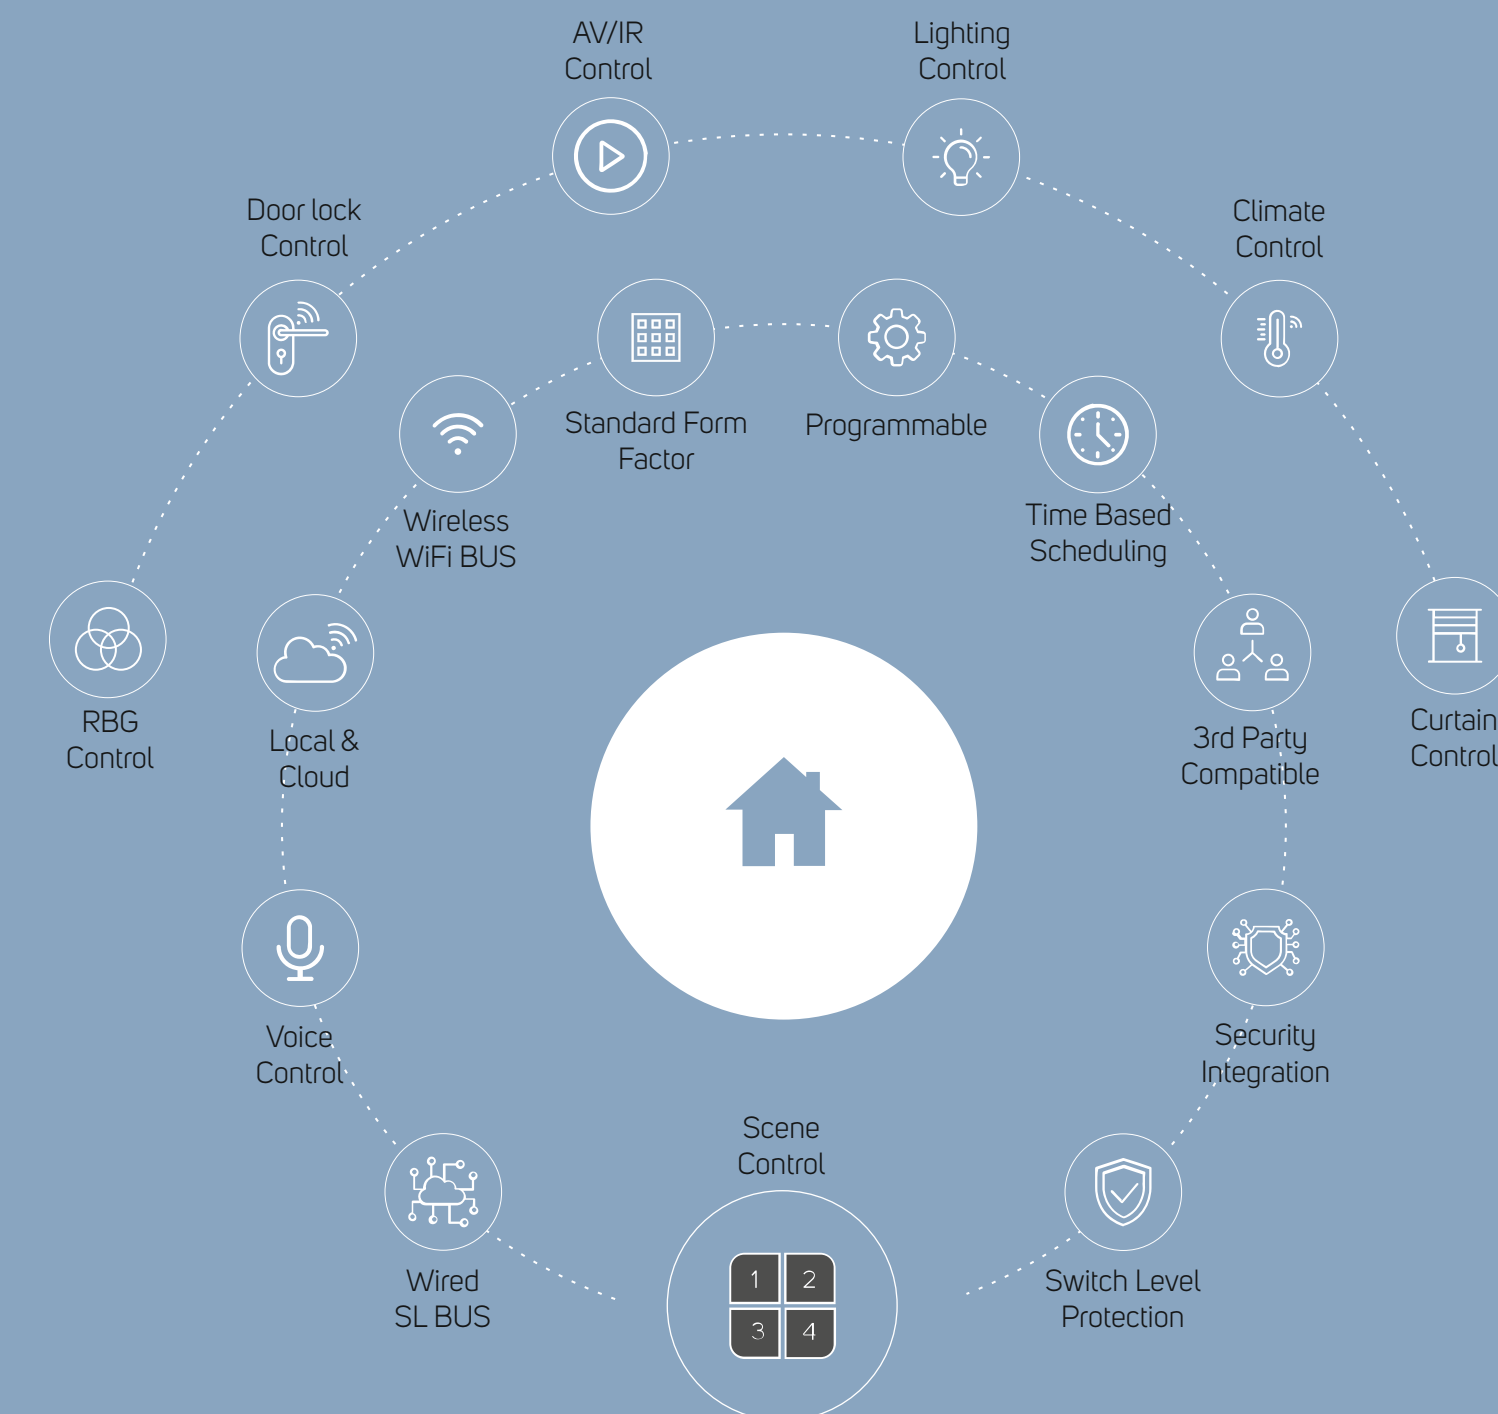 AV/IR
Control
Lighting
Control
Door lock
Control
Climate
Control
Standard Form
Factor
Programmable
Wireless
WiFi BUS
Time Based
Scheduling
RBG
Control
Local &
Cloud
3rd Party
Compatible
Curtain
Control
Voice
Control
Security
Integration
Scene
Control
Wired
SL BUS
1 2
3 4
Switch Level
Protection